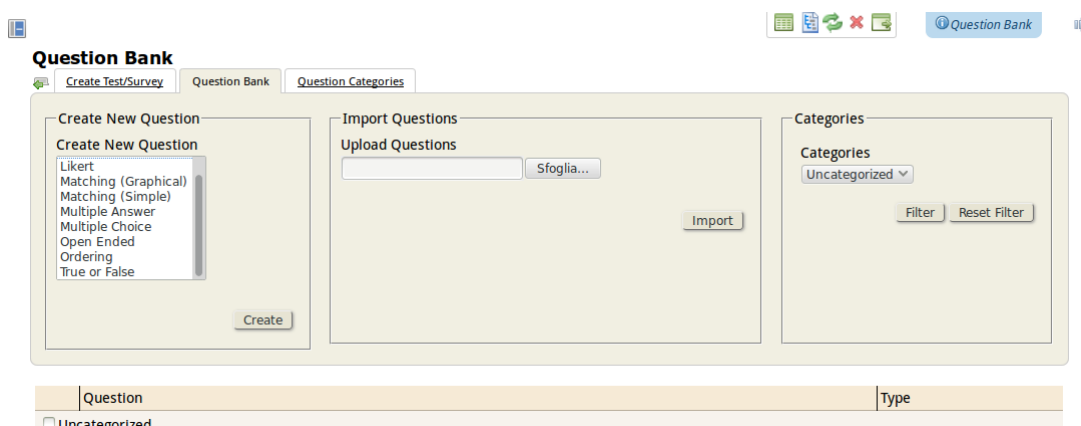 Question Bank
Question Bank
Create Test/Survey
Question Bank
Question Categories
Create New Question
Create New Question
Likert
Matching (Graphical)
Matching (Simple)
Multiple Answer
Multiple Choice
Open Ended
Ordering
True or False
Create
Import Questions
Upload Questions
Sfoglia...
Import
Categories
Categories
Uncategorized
Filter
Reset Filter
Question
Type
Uncategorized